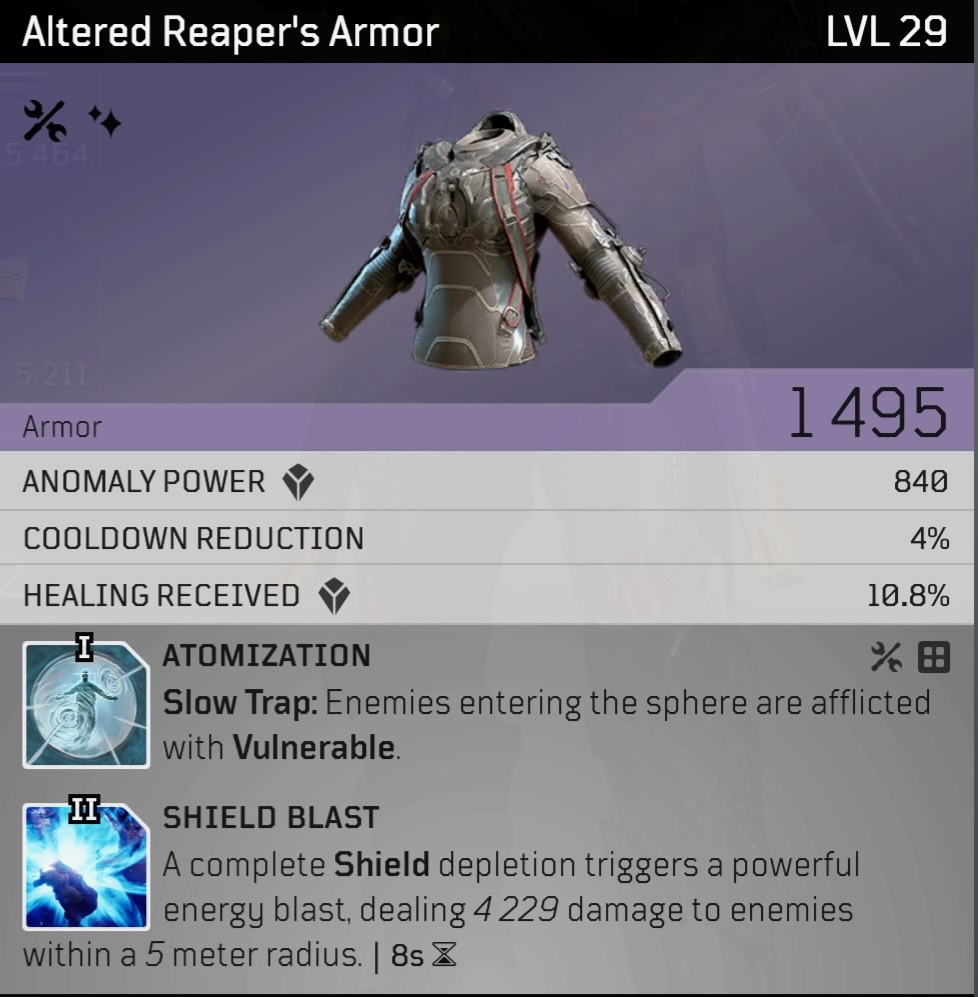 Altered Reaper's Armor LVL 29
5 464
5 211
Armor 1 495
ANOMALY POWER 840
COOLDOWN REDUCTION 4%
HEALING RECEIVED 10.8%
I ATOMIZATION
Slow Trap: Enemies entering the sphere are afflicted
with Vulnerable.
II SHIELD BLAST
A complete Shield depletion triggers a powerful
energy blast, dealing 4 229 damage to enemies
within a 5 meter radius. | 8s